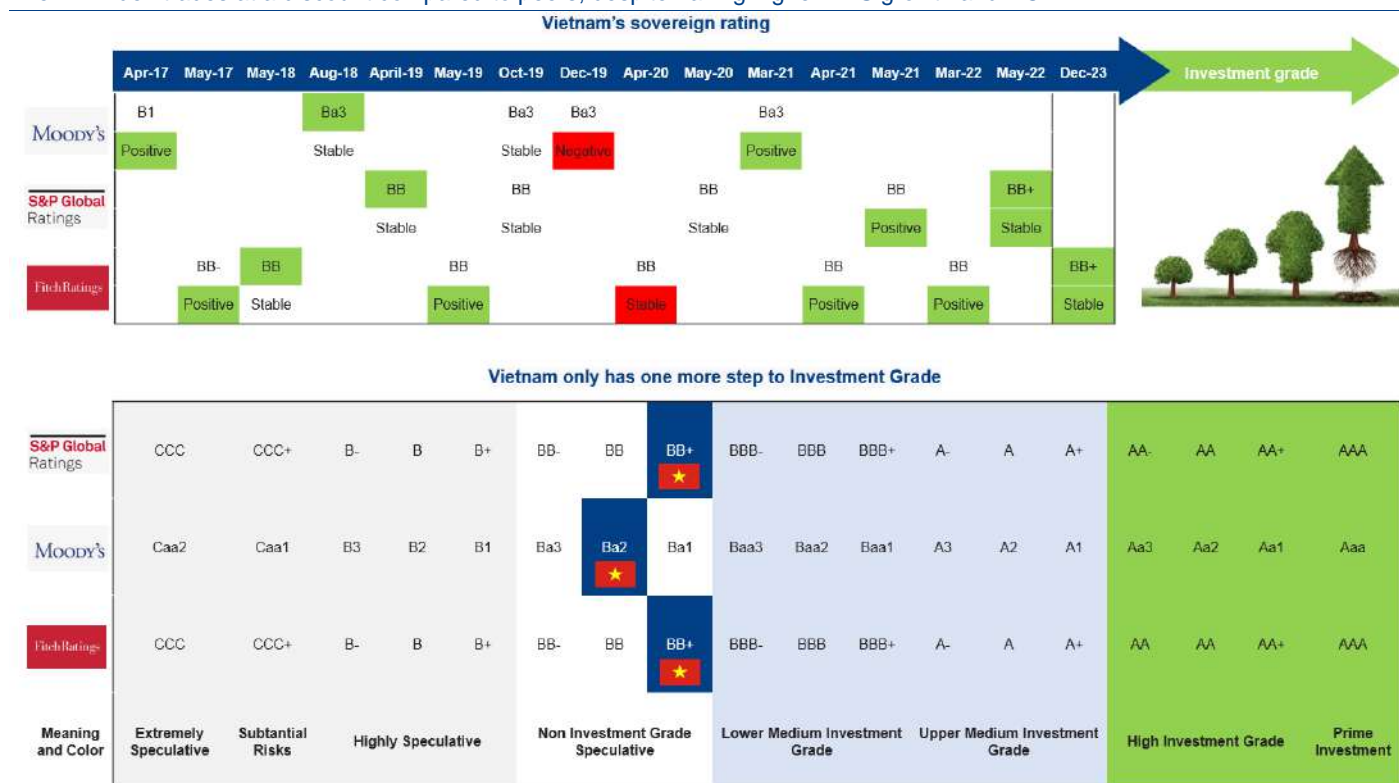 Vietnam's sovereign rating
Apr-17 May-17 May-18 Aug-18 April-19 May-19 Oct-19 Dec-19 Apr-20 May-20 Mar-21 Apr-21 May-21 Mar-22 May-22 Dec-23 Investment grade
MOODY'S B1 Ba3 Ba3 Ba3 Ba3
Positive Stable Stable Negative Positive
S&P Global
Ratings
BB BB BB BB BB+
Stable Stable Stable Positive Stable
FitchRatings BB- BB BB BB BB BB BB+
Positive Stable Positive Stable Positive Positive Stable
Vietnam only has one more step to Investment Grade
S&P Global
Ratings
CCC CCC+ B- B B+ BB- BB BB+ BBB- BBB BBB+ A- A A+ AA- AA AA+ AAA
MOODY'S Caa2 Caa1 B3 B2 B1 Ba3 Ba2 Ba1 Baa3 Baa2 Baa1 A3 A2 A1 Aa3 Aa2 Aa1 Aaa
FitchRatings CCC CCC+ B- B B+ BB- BB BB+ BBB- BBB BBB+ A- A A+ AA AA AA+ AAA
Meaning
and Color
Extremely
Speculative
Subtantial
Risks
Highly Speculative
Non Investment Grade
Speculative
Lower Medium Investment
Grade
Upper Medium Investment
Grade
High Investment Grade
Prime
Investment